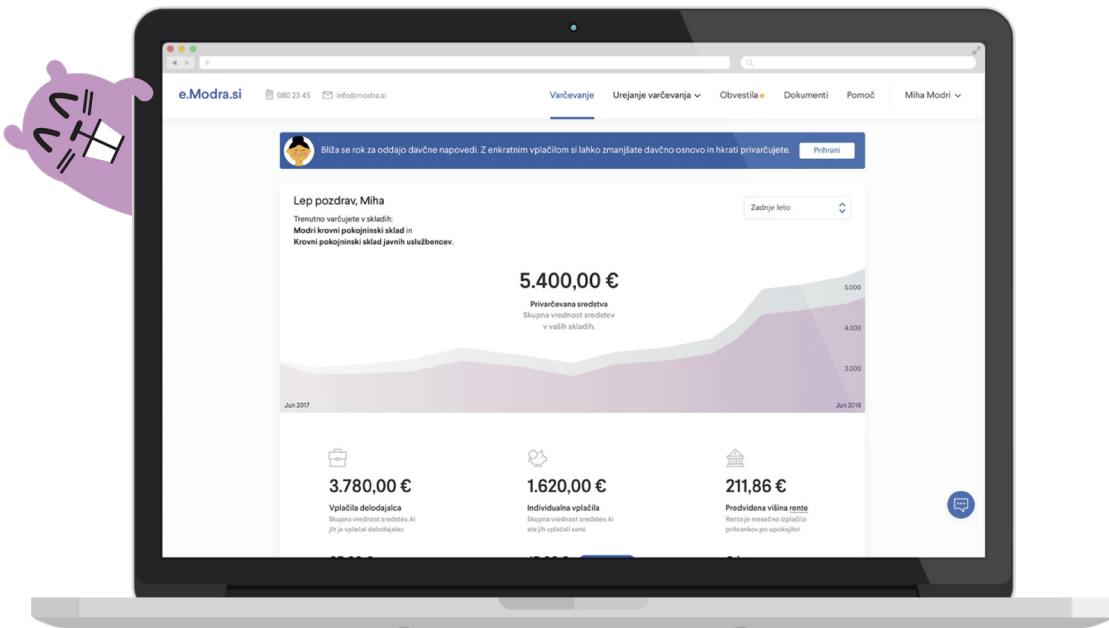 e.Modra.si
080 23 45
info@modra.si
Varčevanje
Urejanje varčevanja
Obvestila
Dokumenti
Pomoč
Miha Modri
Bliža se rok za oddajo davčne napovedi. Z enkratnim vplačilom si lahko zmanjšate davčno osnovo in hkrati privarčujete.
Prihrani
Lep pozdrav, Miha
Zadnje leto
Trenutno varčujete v skladih:
Modri krovni pokojninski sklad in
Krovni pokojninski sklad javnih uslužbencev.
5.400,00 €
Privarčevana sredstva
Skupna vrednost sredstev
v vaših skladih.
5.000
4.000
3.000
Jun 2017
Jun 2018
3.780,00 €
Vplačila delodajalca
Skupna vrednost sredstev, ki
jih je vplačal delodajalec
1.620,00 €
Individualna vplačila
Skupna vrednost sredstev, ki
ste jih vplačali sami
211,86 €
Predvidena višina rente
Renta je mesečno izplačilo
prihrankov po upokojitvi